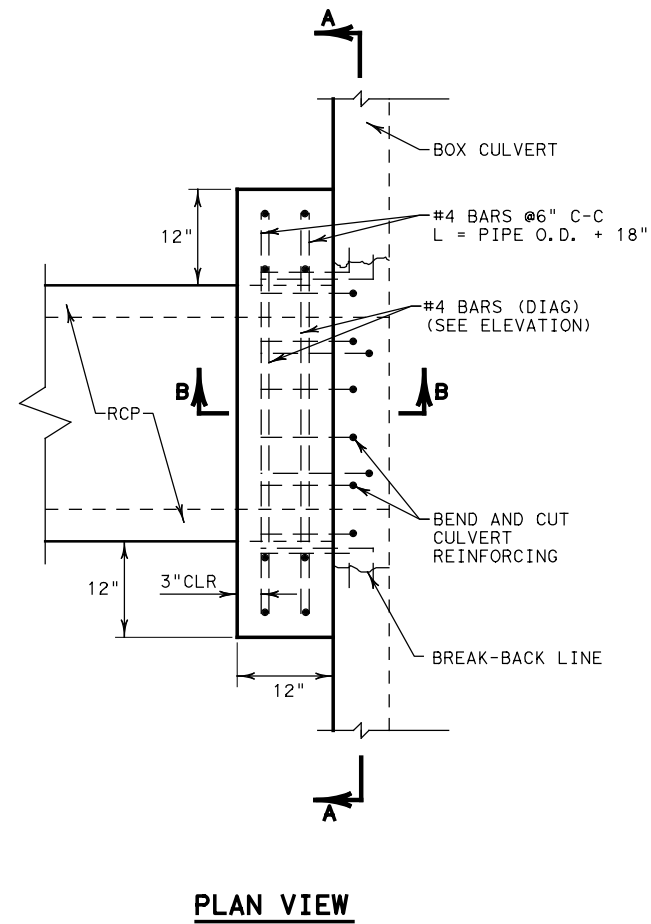 A
BOX CULVERT
#4 BARS @6" C-C
L = PIPE O.D. + 18"
12"
#4 BARS (DIAG)
(SEE ELEVATION)
B
B
RCP
BEND AND CUT
CULVERT
REINFORCING
3"CLR
12"
BREAK-BACK LINE
12"
A
PLAN VIEW